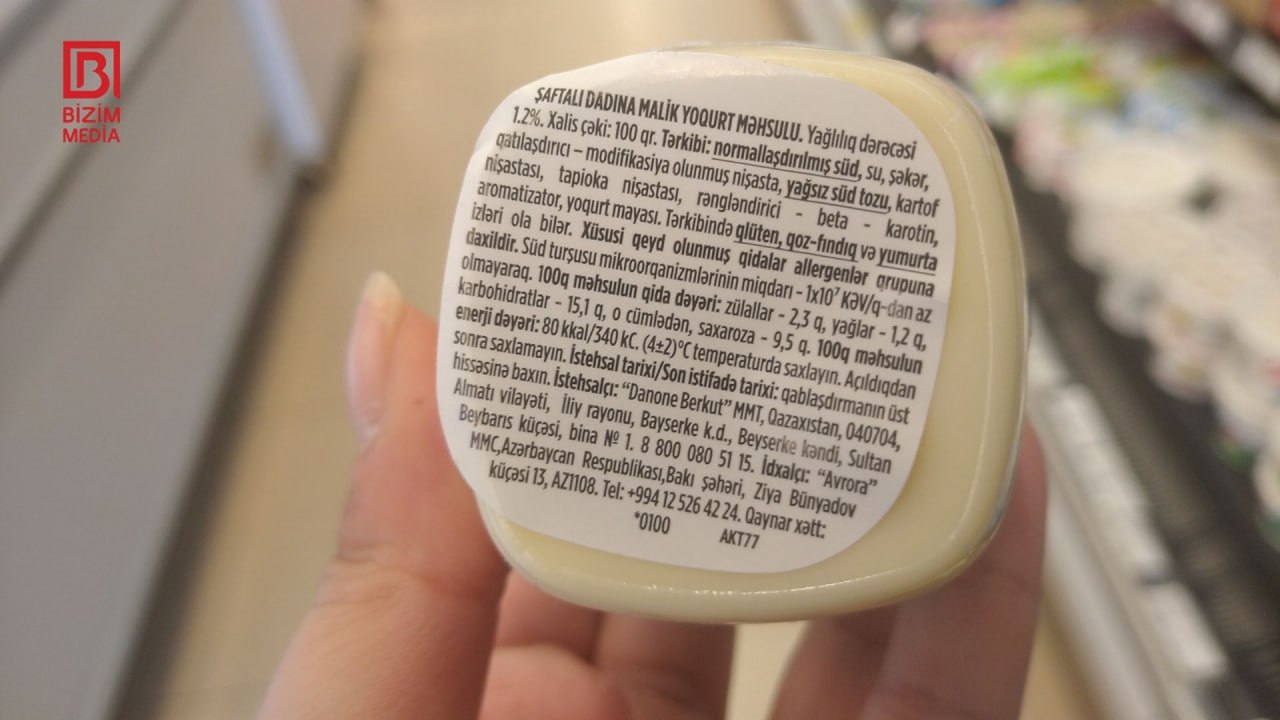 BİZİM
MEDİA
ŞAFTALI DADINA MALİK YOQURT MƏHSULU. Yağlılıq dərəcəsi
1.2%. Xalis çəki: 100 qr. Tərkibi: normallaşdırılmış süd, su, şəkər,
qatılaşdırıcı – modifikasiya olunmuş nişasta, yağsız süd tozu, kartof
nişastası, tapioka nişastası, rəngləndirici - beta - karotin,
aromatizator, yoqurt mayası. Tərkibində qlüten, qoz-fındıq və yumurta
izləri ola bilər. Xüsusi qeyd olunmuş qidalar allergenlər qrupuna
daxildir. Süd turşusu mikroorqanizmlərinin miqdarı - 1x10⁷ KƏV/q-dan az
olmayaraq. 100q məhsulun qida dəyəri: zülallar - 2,3 q, yağlar - 1,2 q,
karbohidratlar - 15,1 q, o cümlədən, saxaroza - 9,5 q. 100q məhsulun
enerji dəyəri: 80 kkal/340 kC. (4±2)°C temperaturda saxlayın. Açıldıqdan
sonra saxlamayın. İstehsal tarixi/Son istifadə tarixi: qablaşdırmanın üst
hissəsinə baxın. İstehsalçı: “Danone Berkut” MMT, Qazaxıstan, 040704,
Almatı vilayəti, İliy rayonu, Bayserke k.d., Beyserke kəndi, Sultan
Beybarıs küçəsi, bina № 1. 8 800 080 51 15. İdxalçı: “Avrora”
MMC,Azərbaycan Respublikası,Bakı şəhəri, Ziya Bünyadov
küçəsi 13, AZ1108. Tel: +994 12 526 42 24. Qaynar xətt:
*0100 AKT77